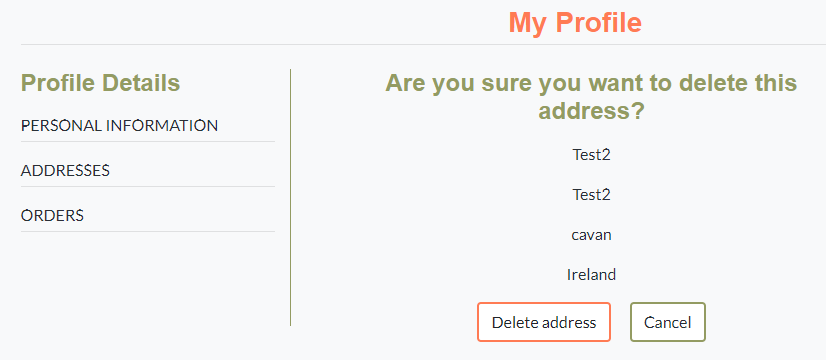 My Profile
Profile Details
PERSONAL INFORMATION
ADDRESSES
ORDERS
Are you sure you want to delete this
address?
Test2
Test2
cavan
Ireland
Delete address
Cancel